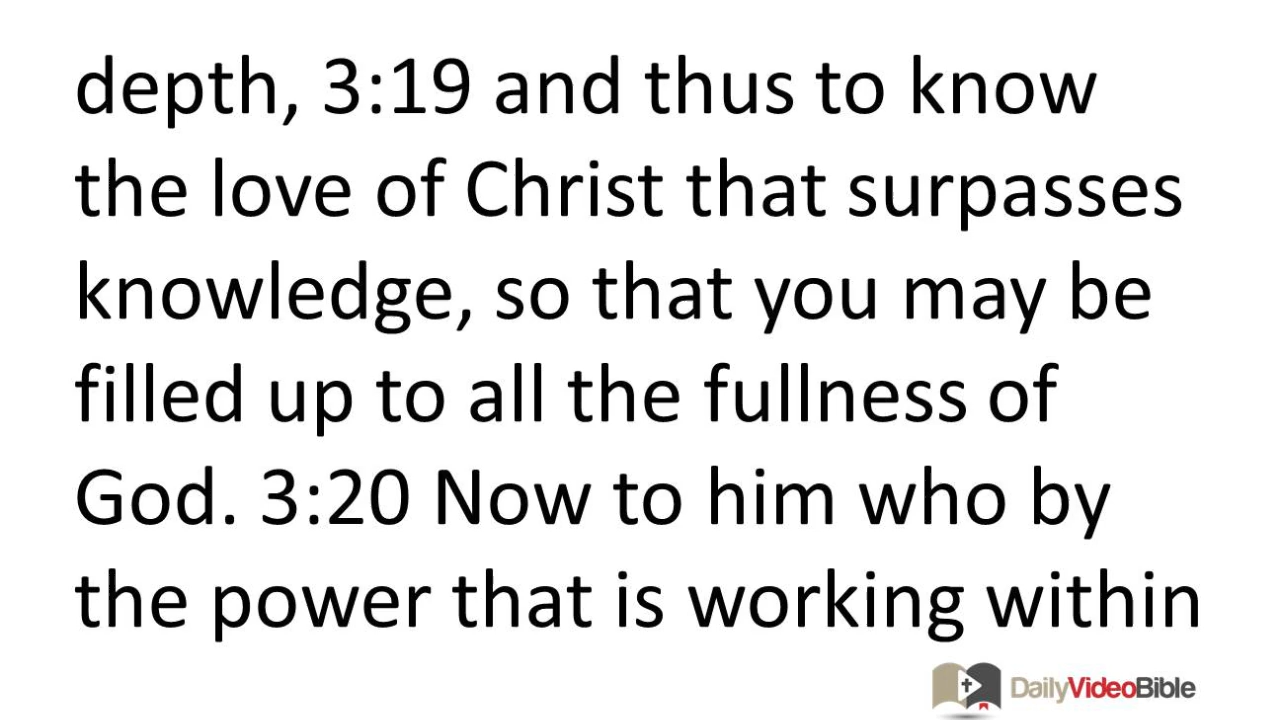 depth, 3:19 and thus to know
the love of Christ that surpasses
knowledge, so that you may be
filled up to all the fullness of
God. 3:20 Now to him who by
the power that is working within
DailyVideoBible